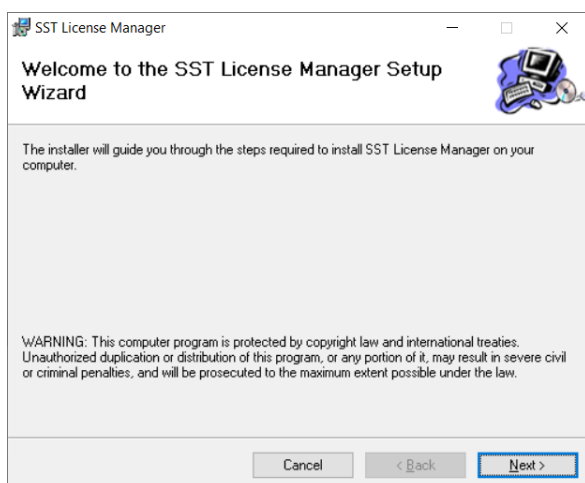 SST License Manager
Welcome to the SST License Manager Setup
Wizard
The installer will guide you through the steps required to install SST License Manager on your
computer.
WARNING: This computer program is protected by copyright law and international treaties.
Unauthorized duplication or distribution of this program, or any portion of it, may result in severe civil
or criminal penalties, and will be prosecuted to the maximum extent possible under the law.
Cancel
< Back
Next >